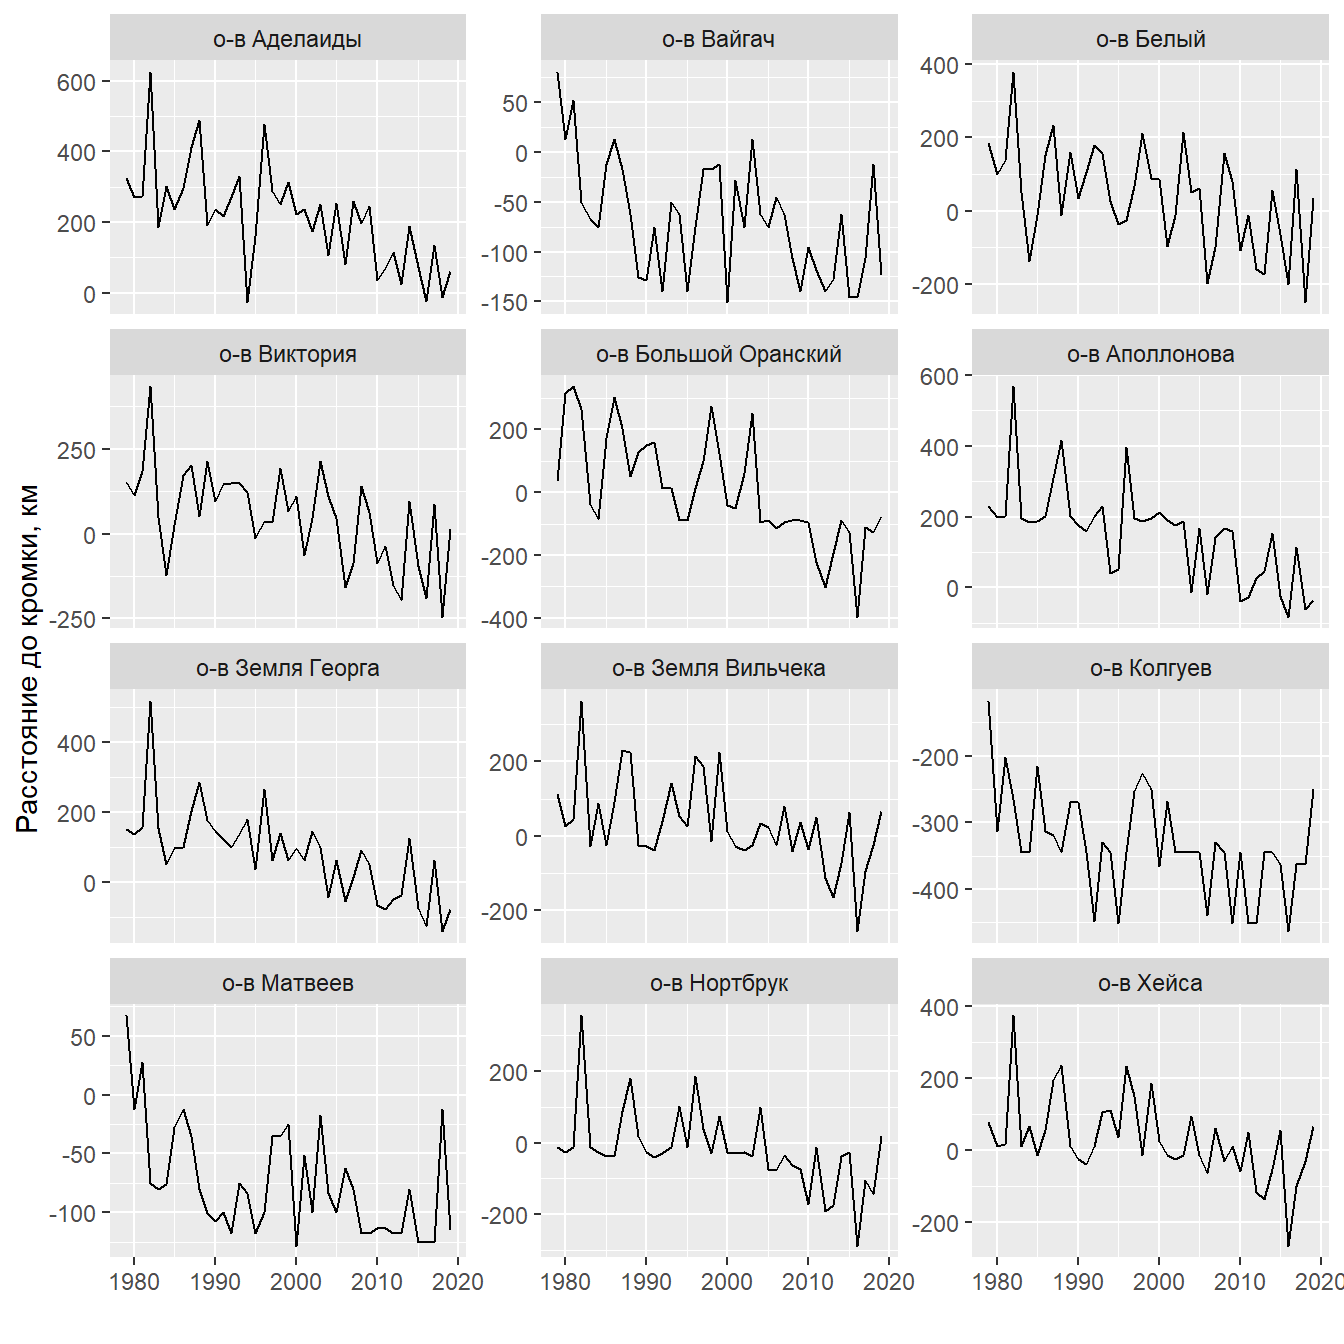 о-в Аделаиды
о-в Вайгач
о-в Белый
600
400
200
0
50
0
-50
-100
-150
400
200
0
-200
о-в Виктория
о-в Большой Оранский
о-в Аполлонова
250
0
-250
200
0
-200
-400
600
400
200
0
Расстояние до кромки, км
о-в Земля Георга
о-в Земля Вильчека
о-в Колгуев
400
200
0
200
0
-200
-200
-300
-400
о-в Матвеев
о-в Нортбрук
о-в Хейса
50
0
-50
-100
200
0
-200
400
200
0
-200
1980 1990 2000 2010 2020
1980 1990 2000 2010 2020
1980 1990 2000 2010 2020